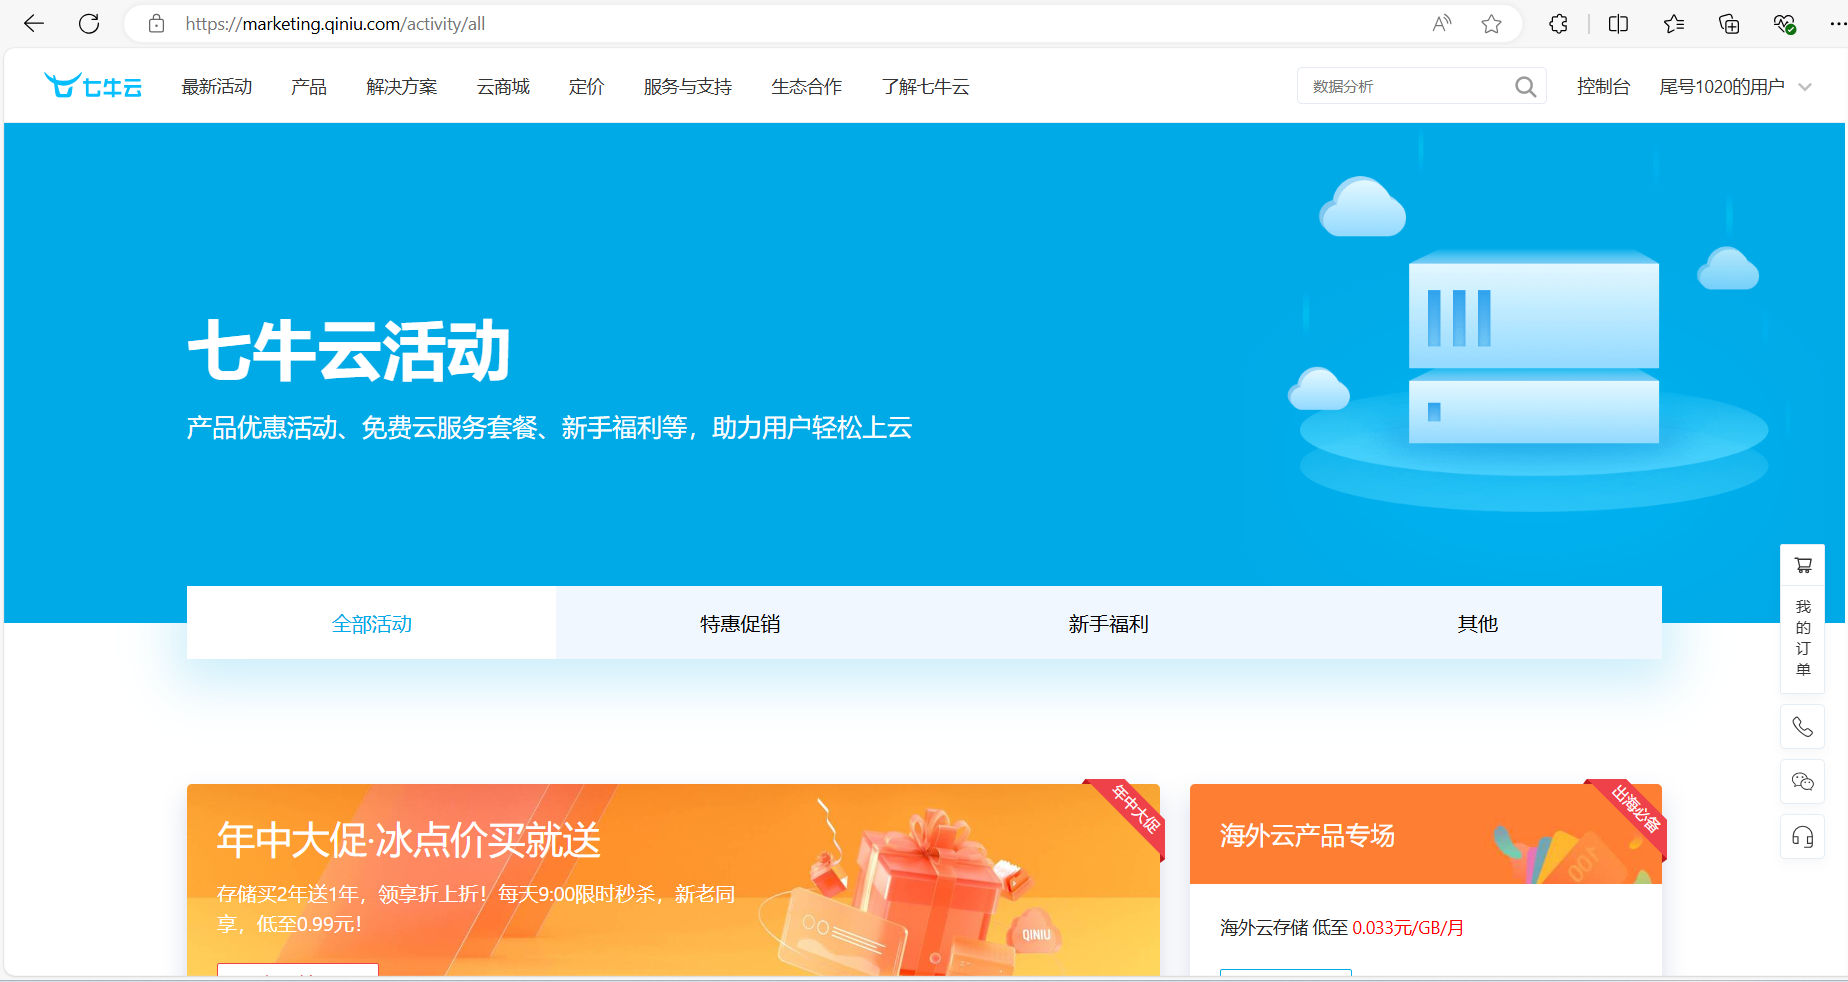 https://marketing.qiniu.com/activity/all
七牛云
最新活动 产品 解决方案 云商城 定价 服务与支持 生态合作 了解七牛云 数据分析 控制台 尾号1020的用户
七牛云活动
产品优惠活动、免费云服务套餐、新手福利等，助力用户轻松上云
全部活动 特惠促销 新手福利 其他
我的订单
年中大促·冰点价买就送
存储买2年送1年，领享折上折！每天9:00限时秒杀，新老同
享，低至0.99元！
年中大促
QINIU
海外云产品专场
出海必备
100
海外云存储 低至 0.033元/GB/月